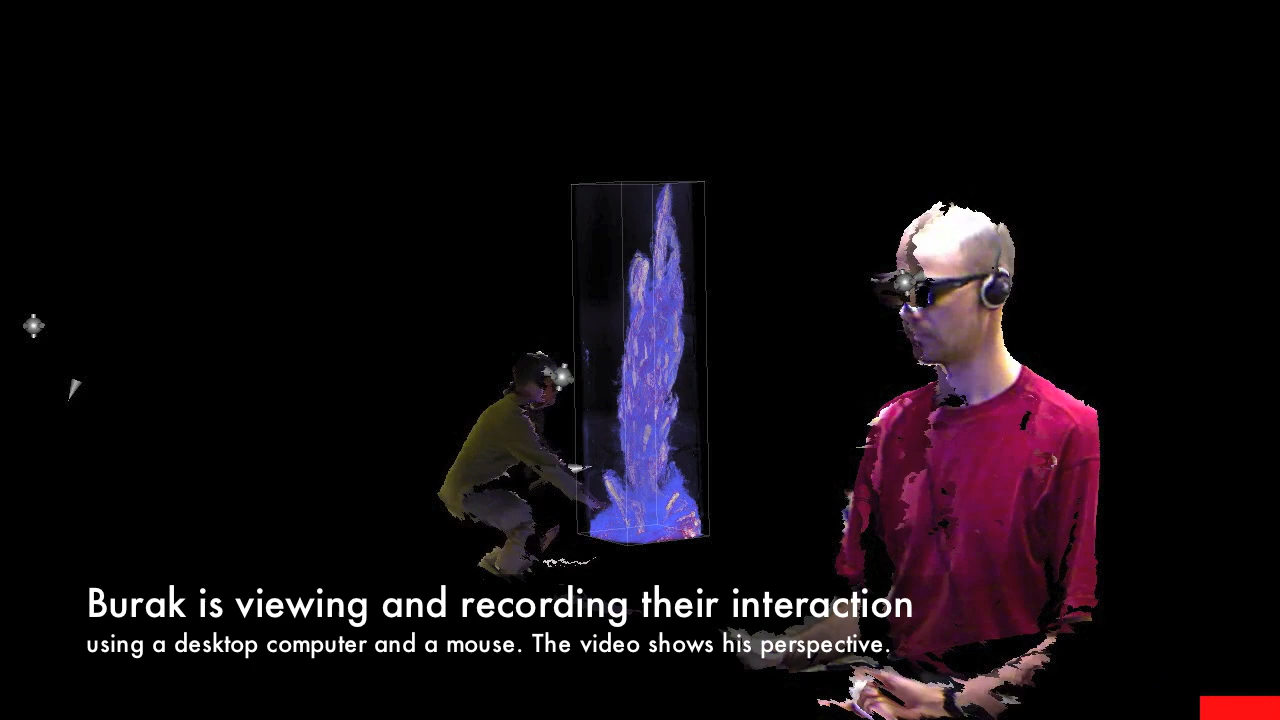 Burak is viewing and recording their interaction
using a desktop computer and a mouse. The video shows his perspective.